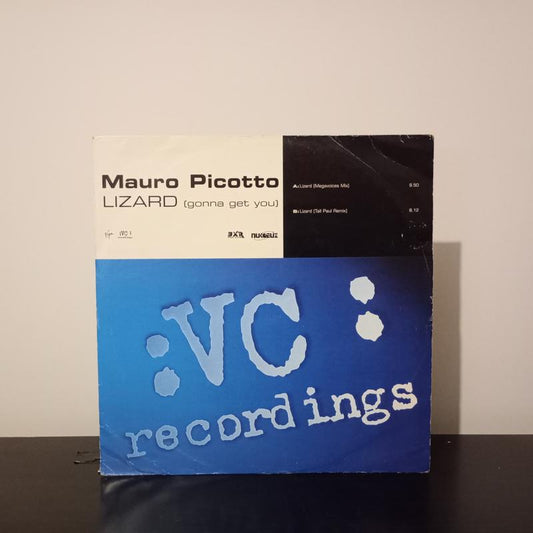 Mauro Picotto
LIZARD (gonna get you)
A: Lizard (Megavoices Mix) 9.50
B: Lizard (Tall Paul Remix) 8.12
BXR
:VC:
recordings